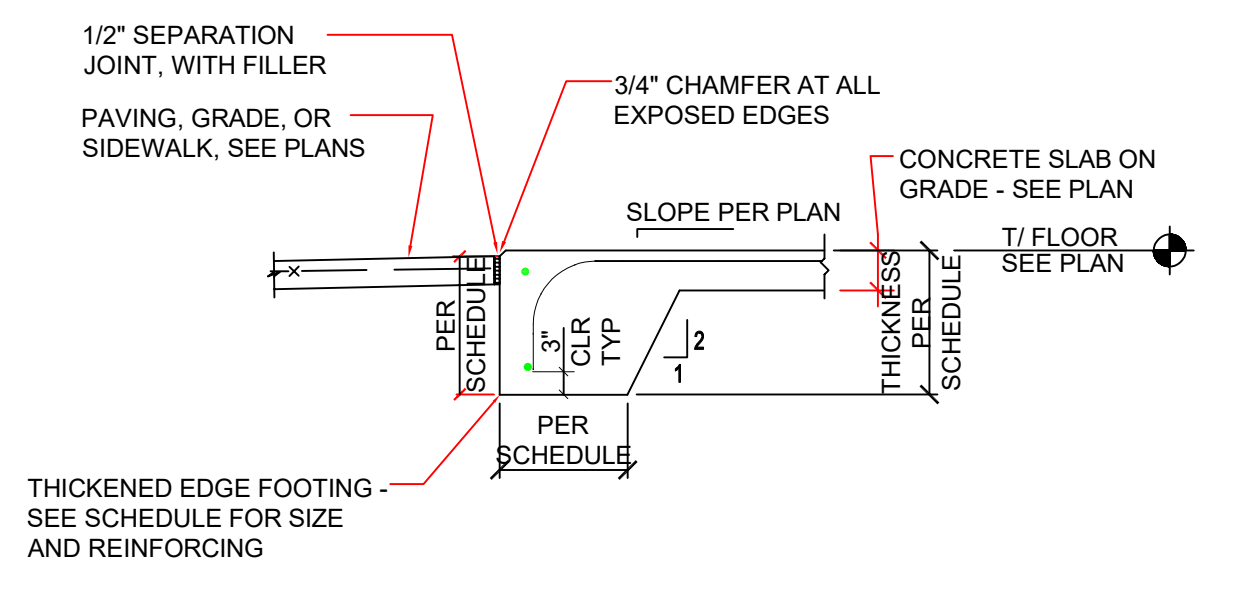 1/2" SEPARATION
JOINT, WITH FILLER
PAVING, GRADE, OR
SIDEWALK, SEE PLANS
3/4" CHAMFER AT ALL
EXPOSED EDGES
CONCRETE SLAB ON
GRADE - SEE PLAN
SLOPE PER PLAN
T/ FLOOR
SEE PLAN
PER
SCHEDULE
3"
CLR
TYP
2
1
THICKNESS
PER
SCHEDULE
PER
SCHEDULE
THICKENED EDGE FOOTING -
SEE SCHEDULE FOR SIZE
AND REINFORCING